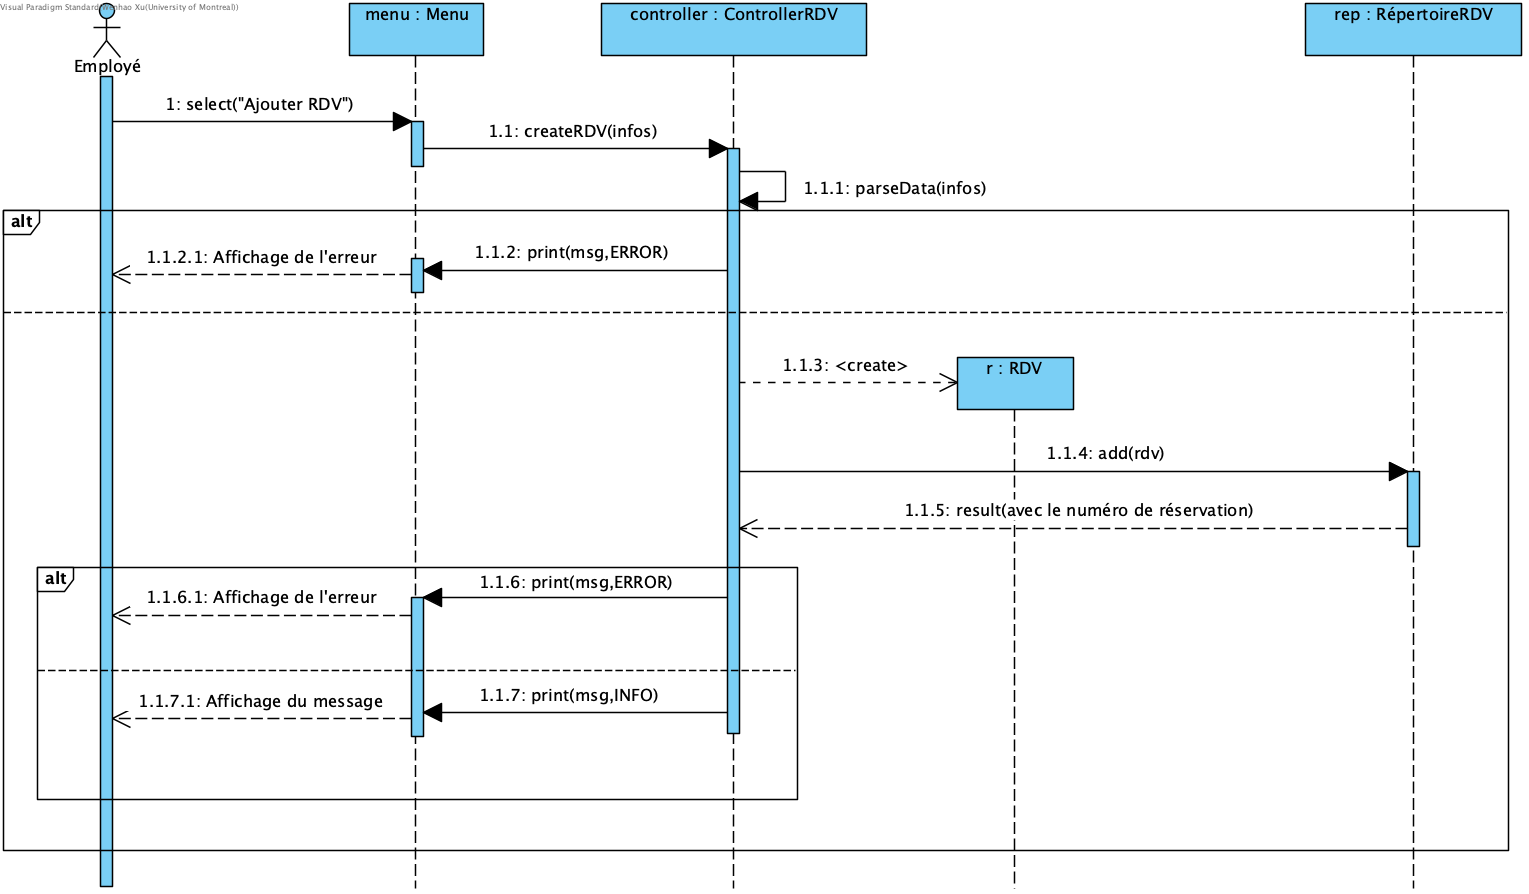 Visual Paradigm Standard(Wenhao Xu(University of Montreal))
menu : Menu
controller : ControllerRDV
rep : RépertoireRDV
Employé
1: select("Ajouter RDV")
1.1: createRDV(infos)
1.1.1: parseData(infos)
alt
1.1.2: print(msg,ERROR)
1.1.2.1: Affichage de l'erreur
1.1.3: <create>
r : RDV
1.1.4: add(rdv)
1.1.5: result(avec le numéro de réservation)
alt
1.1.6: print(msg,ERROR)
1.1.6.1: Affichage de l'erreur
1.1.7: print(msg,INFO)
1.1.7.1: Affichage du message